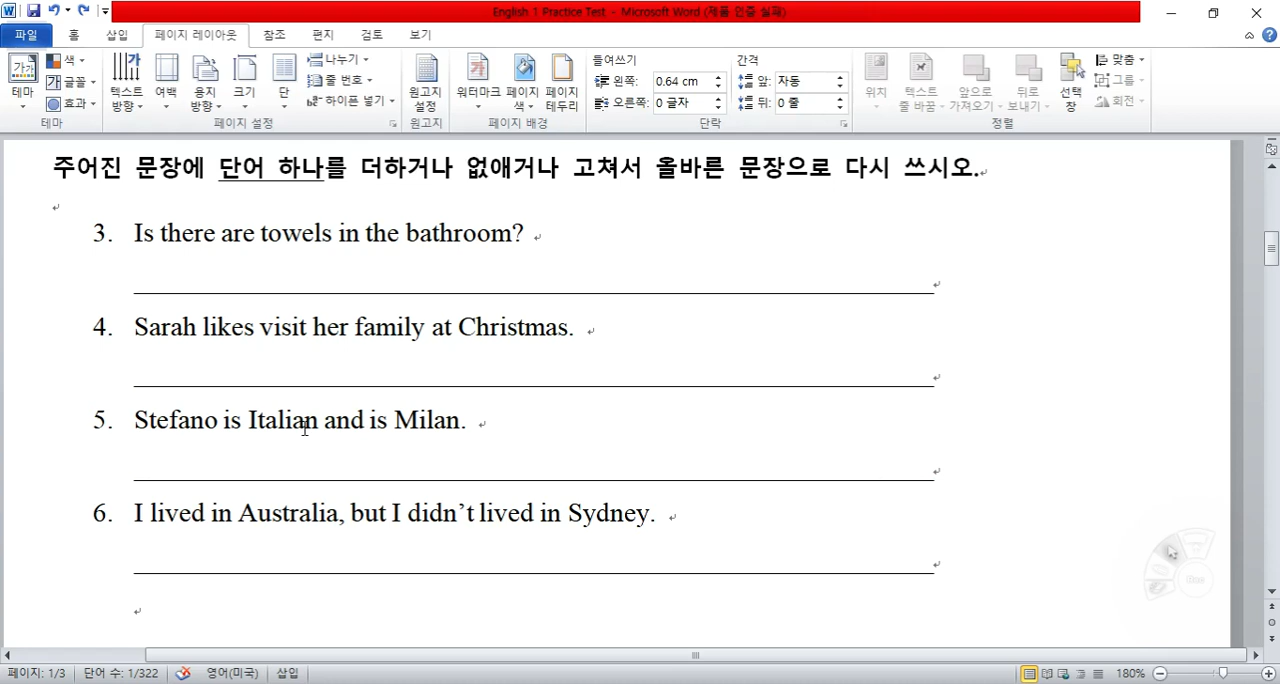 English 1 Practice Test - Microsoft Word (제품 인증 실패)
파일 홈 삽입 페이지 레이아웃 참조 편지 검토 보기
가가 색 글꼴 효과 테마
텍스트 방향 여백 용지 방향 크기 단 나누기 줄 번호 하이픈 넣기
원고지 설정
워터마크 페이지 색 페이지 테두리
들여쓰기 간격
왼쪽: 0.64 cm 앞: 자동
오른쪽: 0 글자 뒤: 0 줄
위치 텍스트 줄 바꿈 앞으로 가져오기 뒤로 보내기 선택 창 맞춤 그룹 회전
테마 페이지 설정 원고지 페이지 배경 단락 정렬
주어진 문장에 단어 하나를 더하거나 없애거나 고쳐서 올바른 문장으로 다시 쓰시오.
3. Is there are towels in the bathroom?
4. Sarah likes visit her family at Christmas.
5. Stefano is Italian and is Milan.
6. I lived in Australia, but I didn’t lived in Sydney.
페이지: 1/3 단어 수: 1/322 영어(미국) 삽입 180%